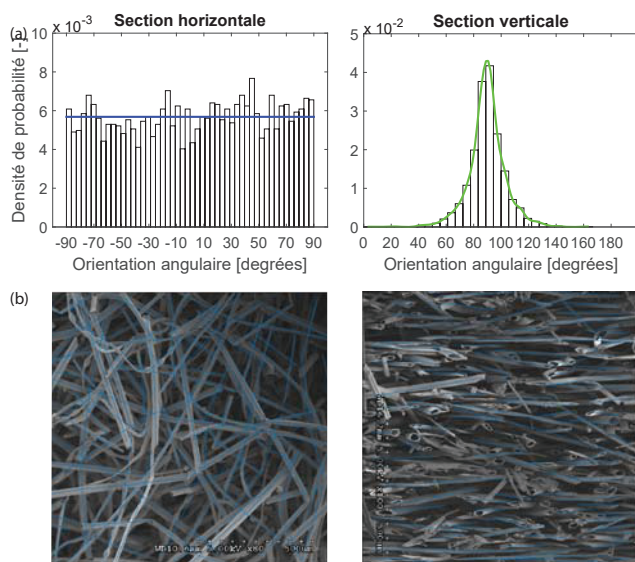 Section horizontale
Section verticale
(a)
x 10-3
x 10-2
Densité de probabilité [-]
10
8
6
4
2
0
-90 -70 -50 -30 -10 10 30 50 70 90
Orientation angulaire [degrées]
5
4
3
2
1
0
0 20 40 60 80 100 120 140 160 180
Orientation angulaire [degrées]
(b)